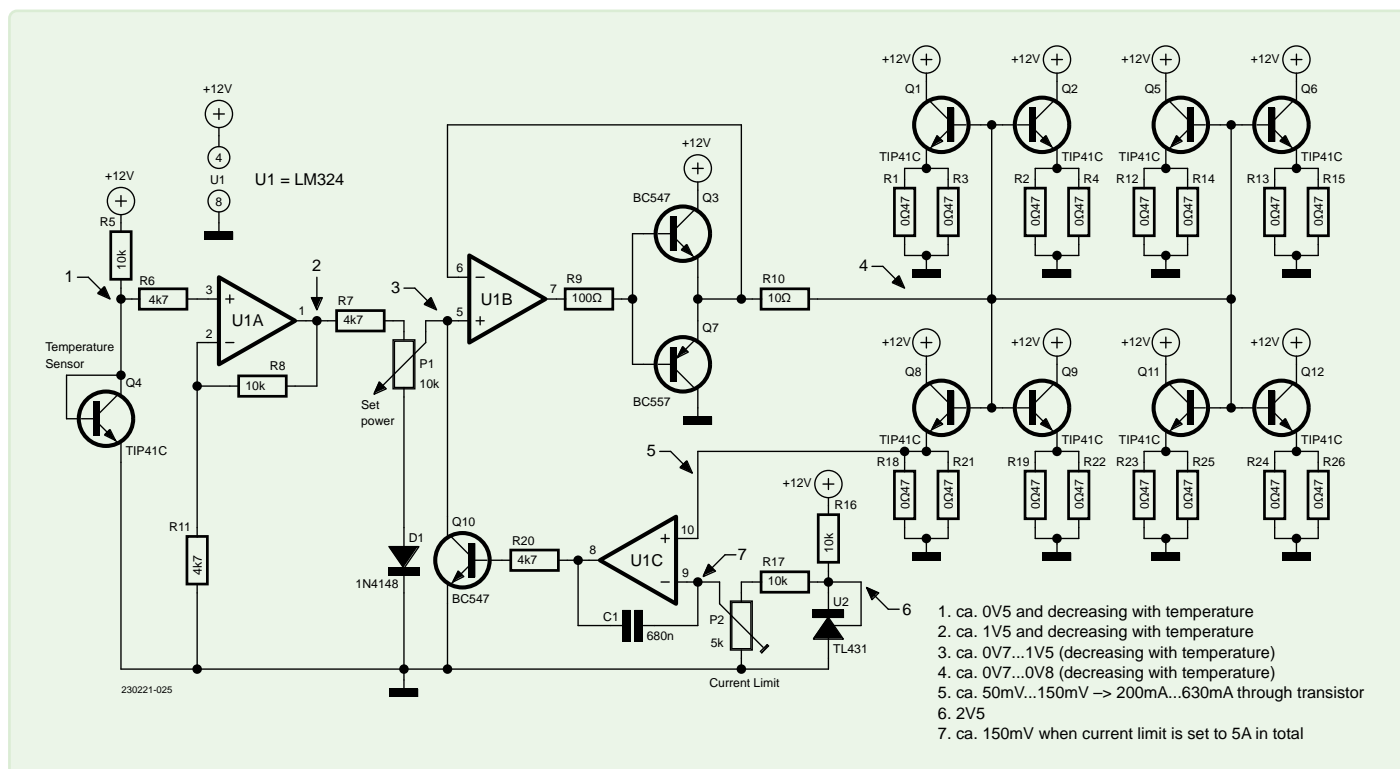 +12V
Q1
TIP41C
R1
0Ω47
R3
0Ω47
+12V
Q2
TIP41C
R2
0Ω47
R4
0Ω47
+12V
Q5
TIP41C
R12
0Ω47
R14
0Ω47
+12V
Q6
TIP41C
R13
0Ω47
R15
0Ω47
+12V
4
U1
8
U1 = LM324
+12V
R5
10k
1
R6
4k7
3
+
2
−
U1A
1
2
R8
10k
R7
4k7
Temperature
Sensor
Q4
TIP41C
R11
4k7
P1
10k
Set
power
D1
1N4148
3
6
−
5
+
U1B
7
R9
100Ω
+12V
BC547
Q3
Q7
BC557
R10
10Ω
4
+12V
Q8
TIP41C
R18
0Ω47
R21
0Ω47
+12V
Q9
TIP41C
R19
0Ω47
R22
0Ω47
+12V
Q11
TIP41C
R23
0Ω47
R25
0Ω47
+12V
Q12
TIP41C
R24
0Ω47
R26
0Ω47
5
Q10
BC547
R20
4k7
8
U1C
+
10
−
9
7
C1
680n
P2
5k
Current Limit
R17
10k
+12V
R16
10k
U2
TL431
6
230221-025
1. ca. 0V5 and decreasing with temperature
2. ca. 1V5 and decreasing with temperature
3. ca. 0V7...1V5 (decreasing with temperature)
4. ca. 0V7...0V8 (decreasing with temperature)
5. ca. 50mV...150mV –> 200mA...630mA through transistor
6. 2V5
7. ca. 150mV when current limit is set to 5A in total